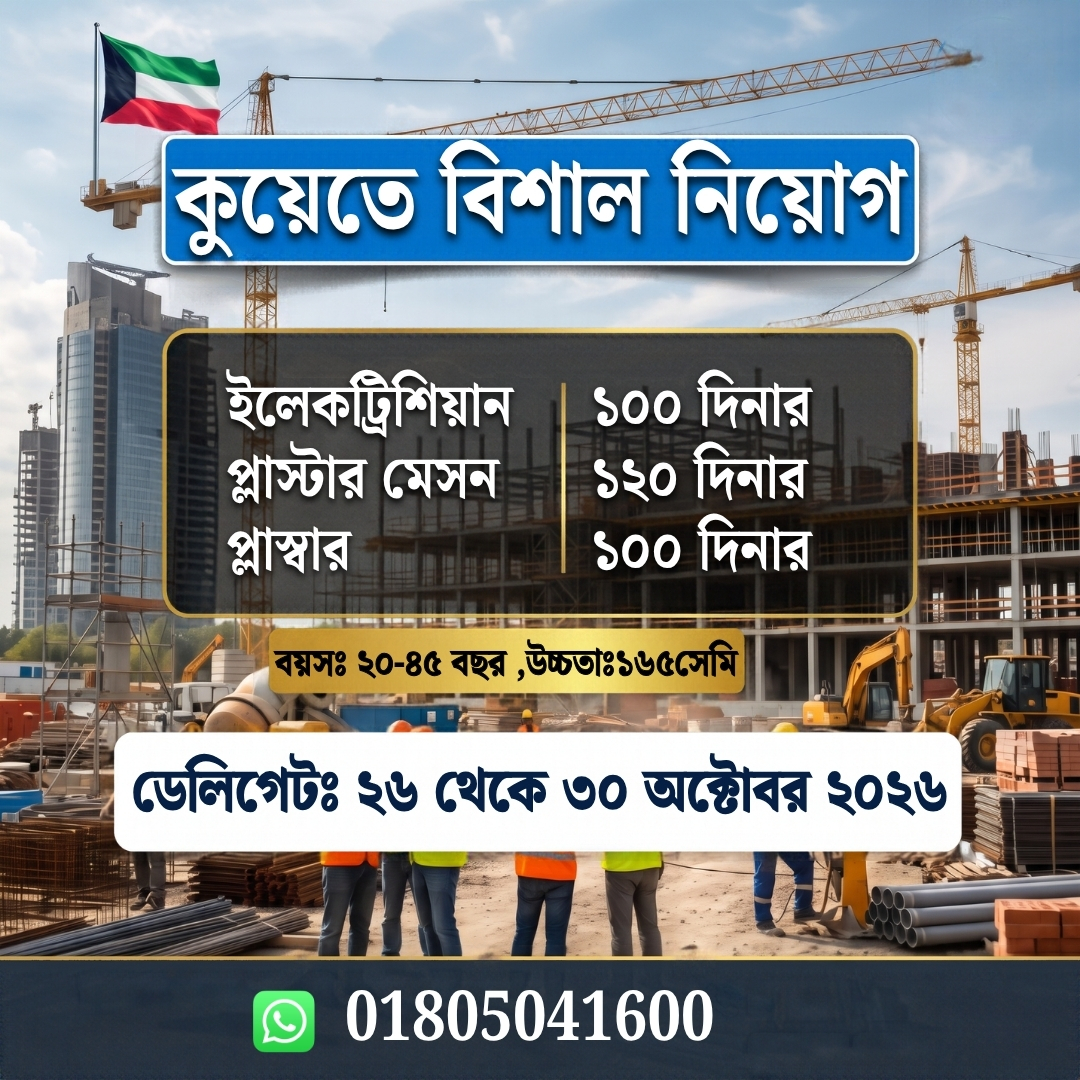 কুয়েতে বিশাল নিয়োগ
ইলেকট্রিশিয়ান ১০০ দিনার
প্লাস্টার মেসন ১২০ দিনার
প্লাস্বার ১০০ দিনার
বয়সঃ ২০-৪৫ বছর ,উচ্চতাঃ১৬৫সেমি
ডেলিগেটঃ ২৬ থেকে ৩০ অক্টোবর ২০২৬
01805041600